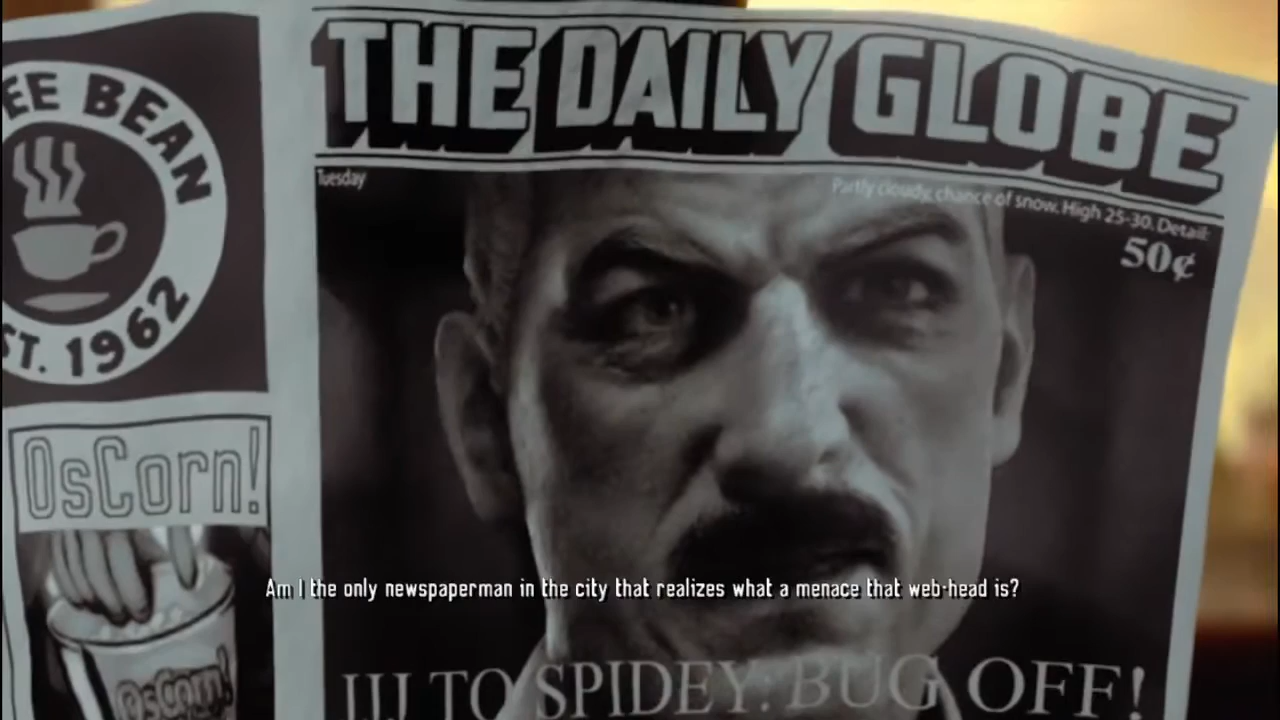 EE BEAN
ST. 1962
THE DAILY GLOBE
Tuesday
Partly cloudy, chance of snow. High 25-30. Detail:
50¢
OsCorn!
OsCorn!
Am I the only newspaperman in the city that realizes what a menace that web-head is?
JJJ TO SPIDEY: BUG OFF!